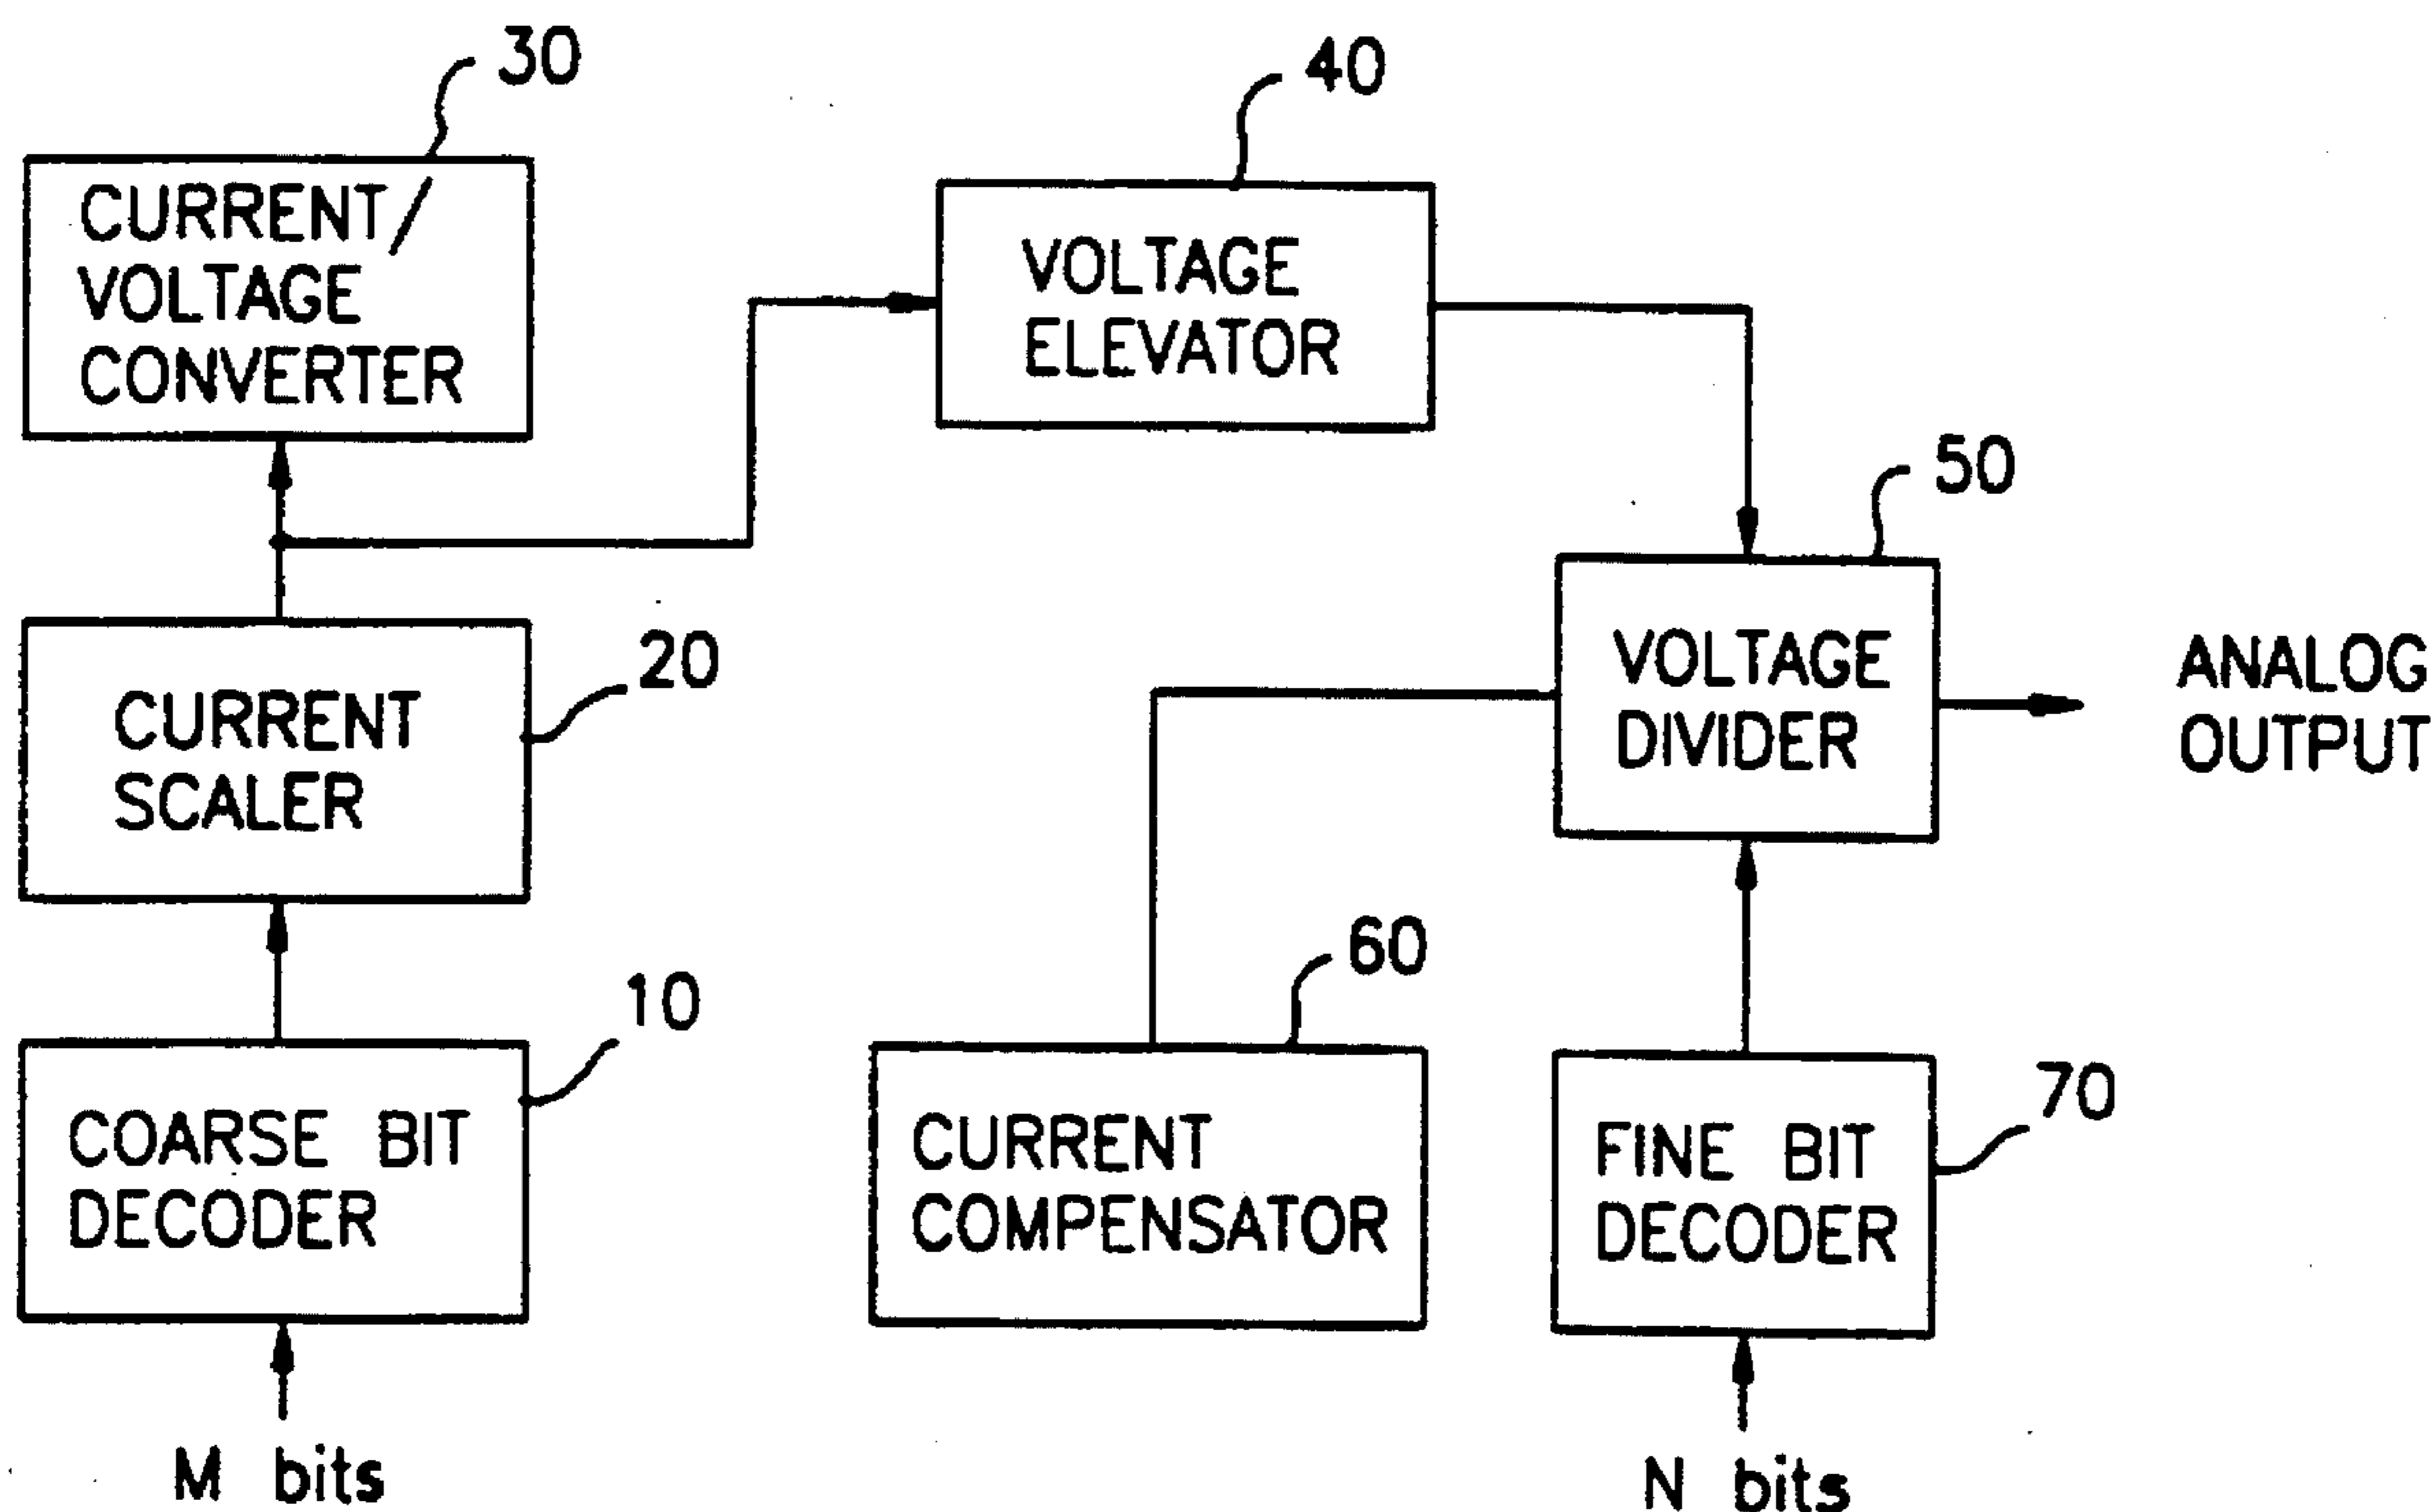 30
CURRENT/
VOLTAGE
CONVERTER
40
VOLTAGE
ELEVATOR
50
VOLTAGE
DIVIDER
ANALOG
OUTPUT
20
CURRENT
SCALER
10
COARSE BIT
DECODER
M bits
60
CURRENT
COMPENSATOR
70
FINE BIT
DECODER
N bits